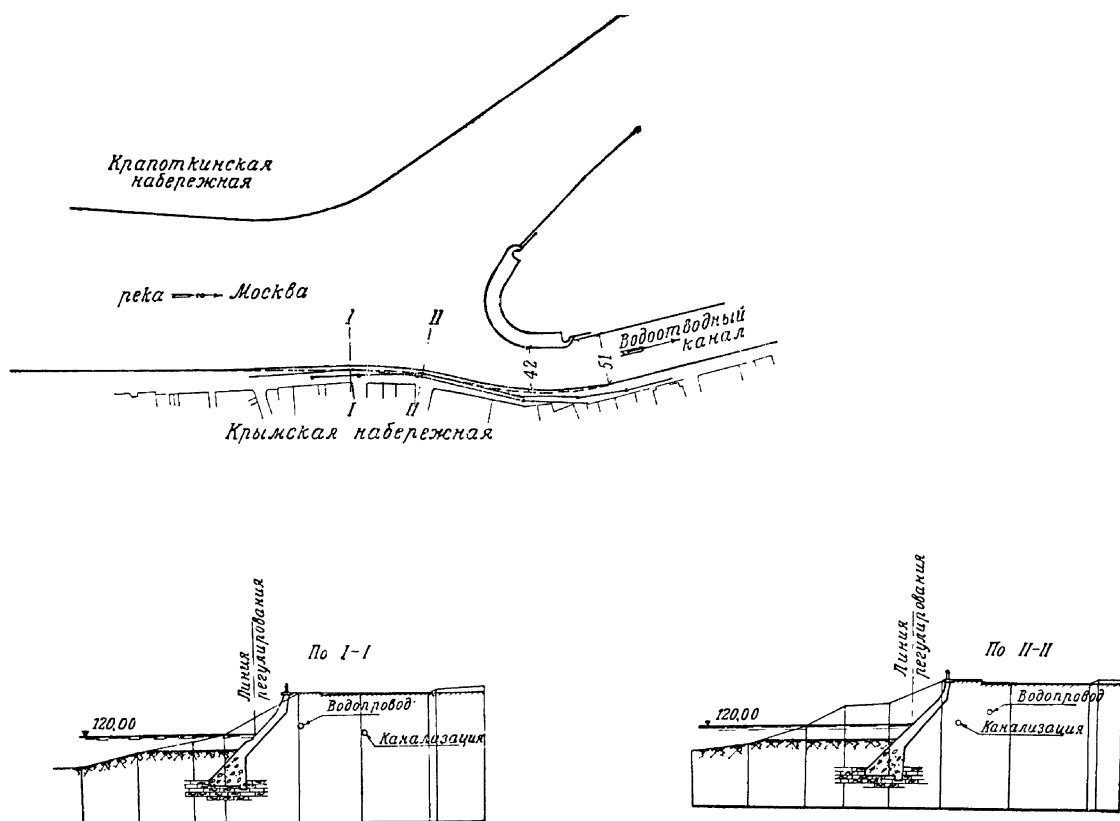 Крапоткинская
набережная
река Москва
I
II
Водоотводный
канал
42
51
I
II
Крымская набережная
Линия
регулирования
По I-I
Водопровод
120,00
Канализация
Линия
регулирования
По II-II
Водопровод
120,00
Канализация